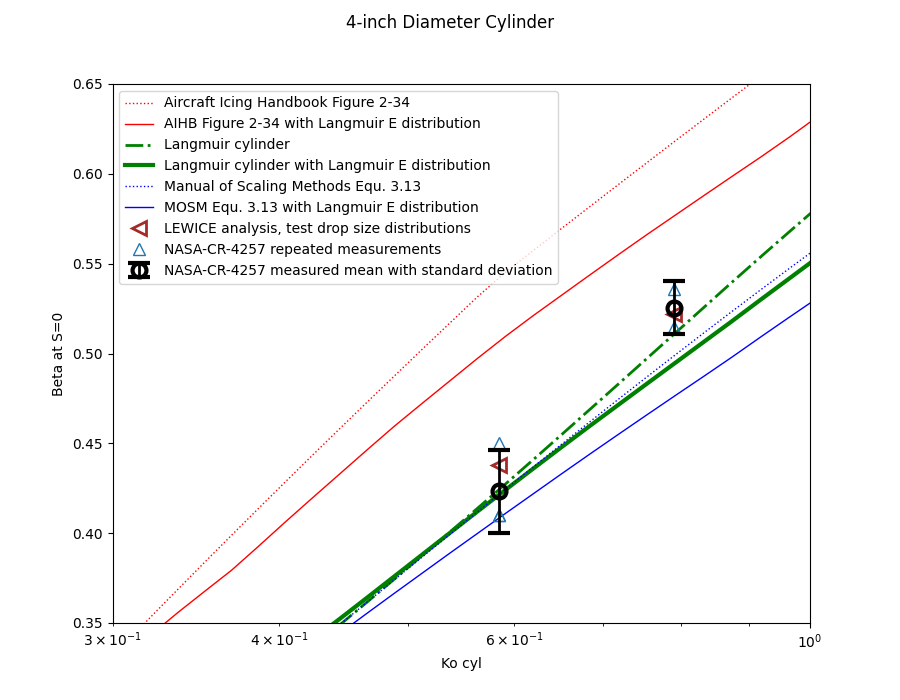 4-inch Diameter Cylinder
0.65
0.60
0.55
0.50
0.45
0.40
0.35
Beta at S=0
Aircraft Icing Handbook Figure 2-34
AIHB Figure 2-34 with Langmuir E distribution
Langmuir cylinder
Langmuir cylinder with Langmuir E distribution
Manual of Scaling Methods Equ. 3.13
MOSM Equ. 3.13 with Langmuir E distribution
LEWICE analysis, test drop size distributions
NASA-CR-4257 repeated measurements
NASA-CR-4257 measured mean with standard deviation
3 × 10⁻¹ 4 × 10⁻¹ 6 × 10⁻¹ 10⁰
Ko cyl